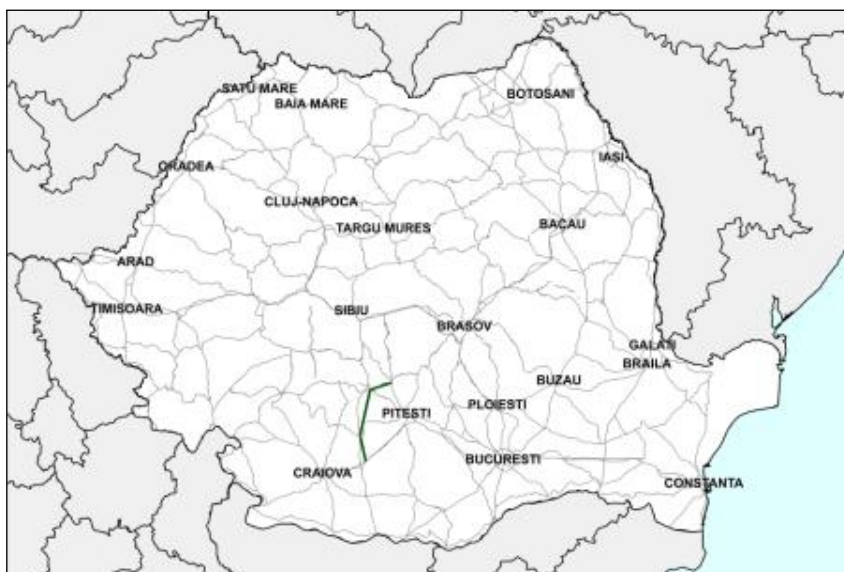 SATU MARE
BAIA MARE
BOTOSANI
IASI
ORADEA
CLUJ-NAPOCA
TARGU MURES
BACAU
ARAD
TIMISOARA
SIBIU
BRASOV
GALATI
BRAILA
BUZAU
PLOIESTI
PITESTI
BUCURESTI
CRAIOVA
CONSTANTA